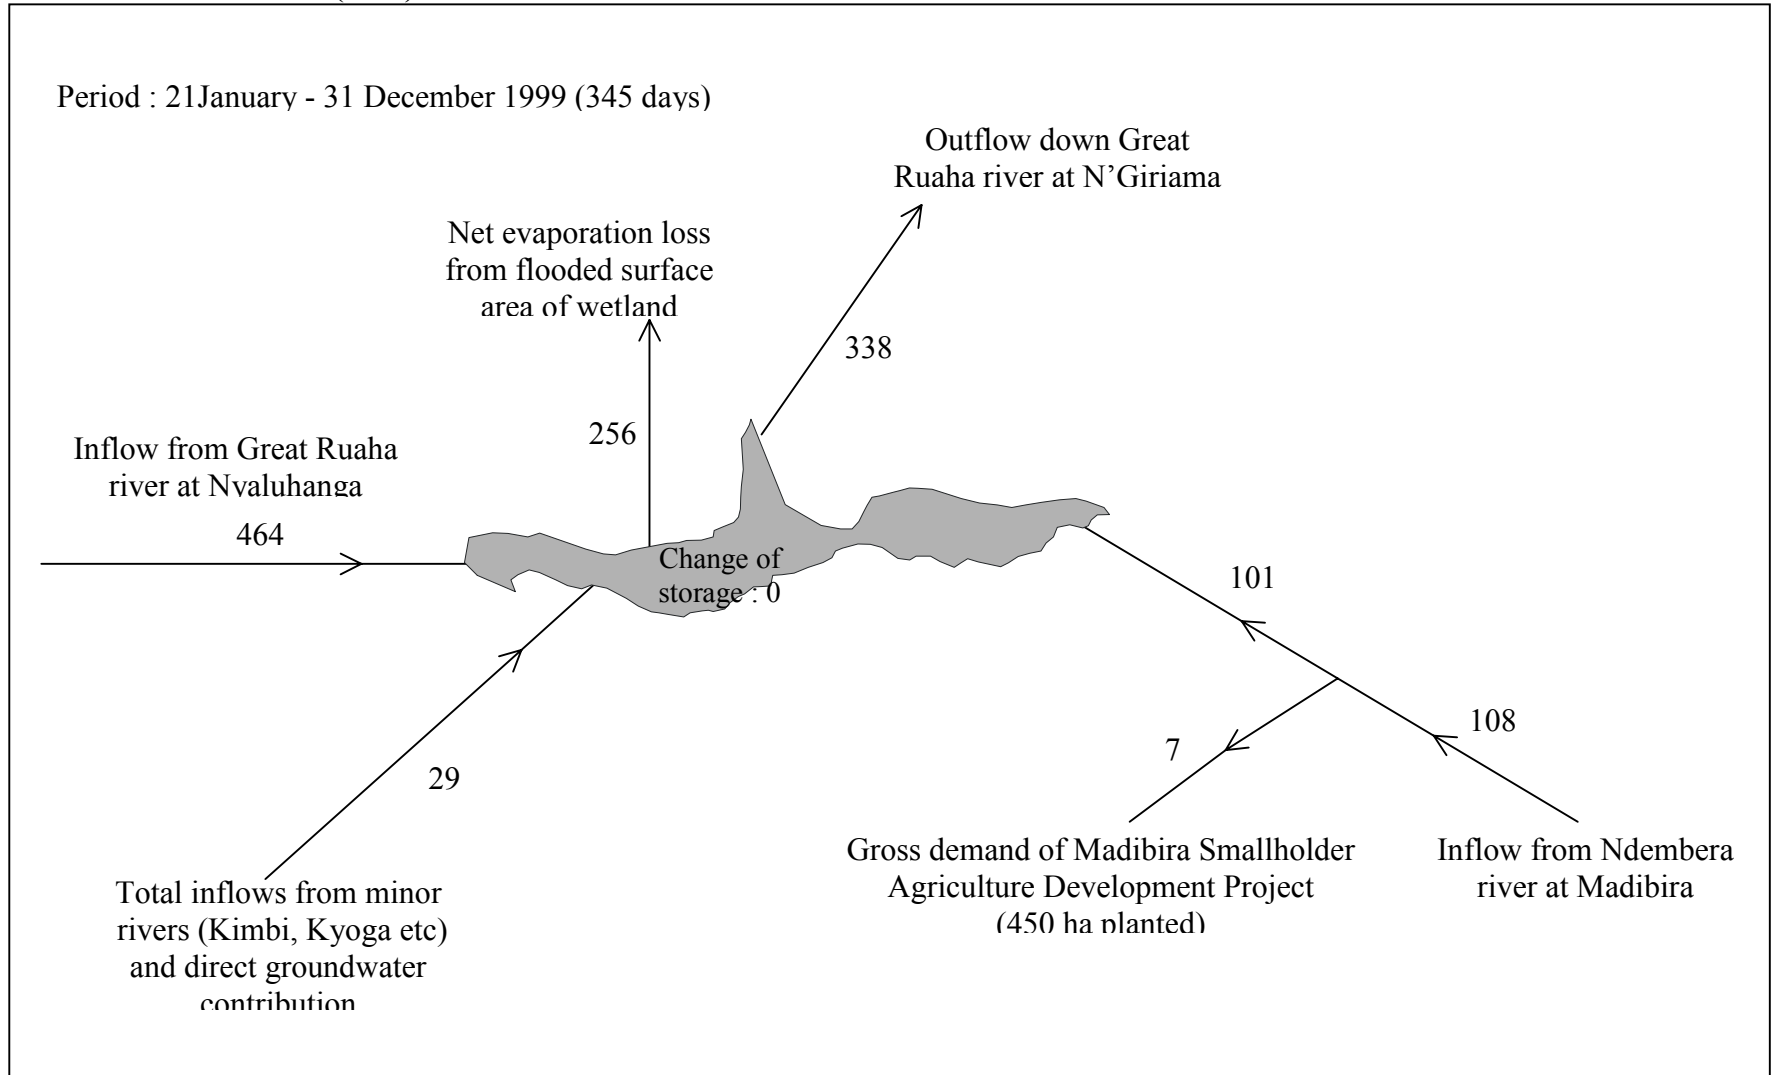 Period : 21January - 31 December 1999 (345 days)
Outflow down Great
Ruaha river at N’Giriama
Net evaporation loss
from flooded surface
area of wetland
338
256
Inflow from Great Ruaha
river at Nyaluhanga
464
Change of
storage : 0
101
108
7
29
Gross demand of Madibira Smallholder
Agriculture Development Project
(450 ha planted)
Inflow from Ndembera
river at Madibira
Total inflows from minor
rivers (Kimbi, Kyoga etc)
and direct groundwater
contribution